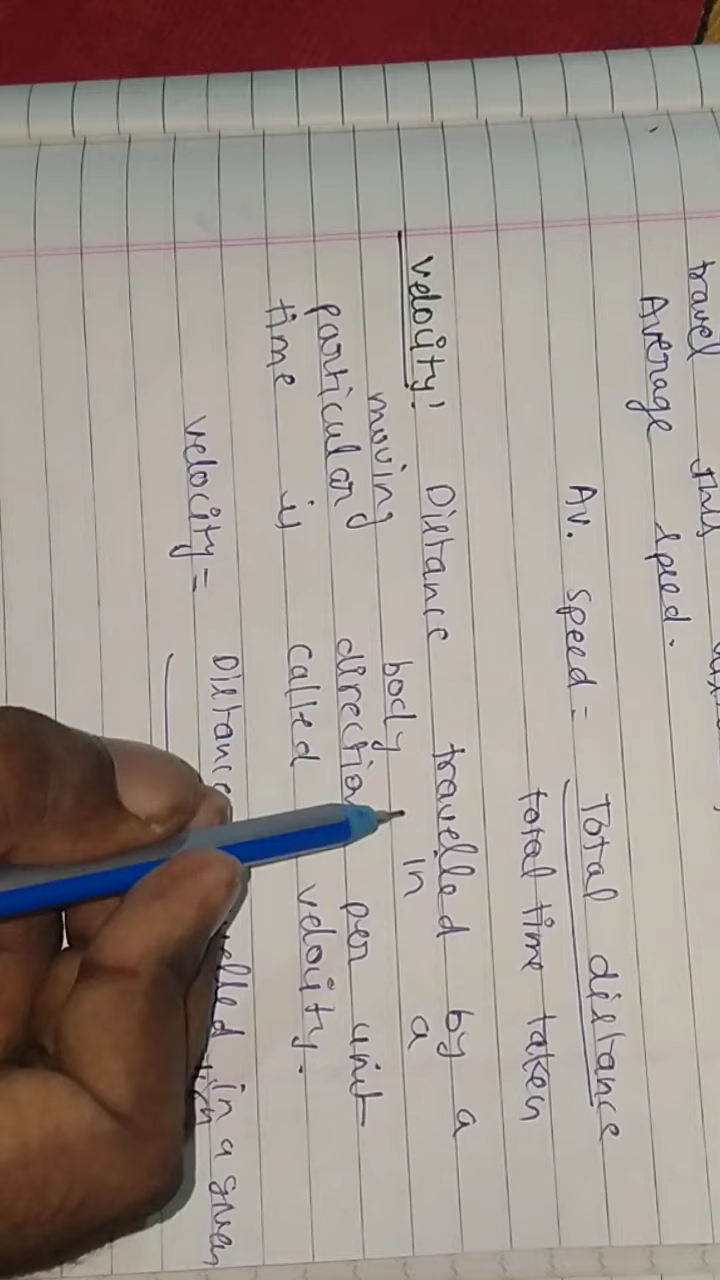 travel this
Average speed.
Av. speed = Total distance
total time taken
velocity: Distance travelled by a
moving body in a
particular direction per unit
time is called velocity.
velocity = Distance in a given